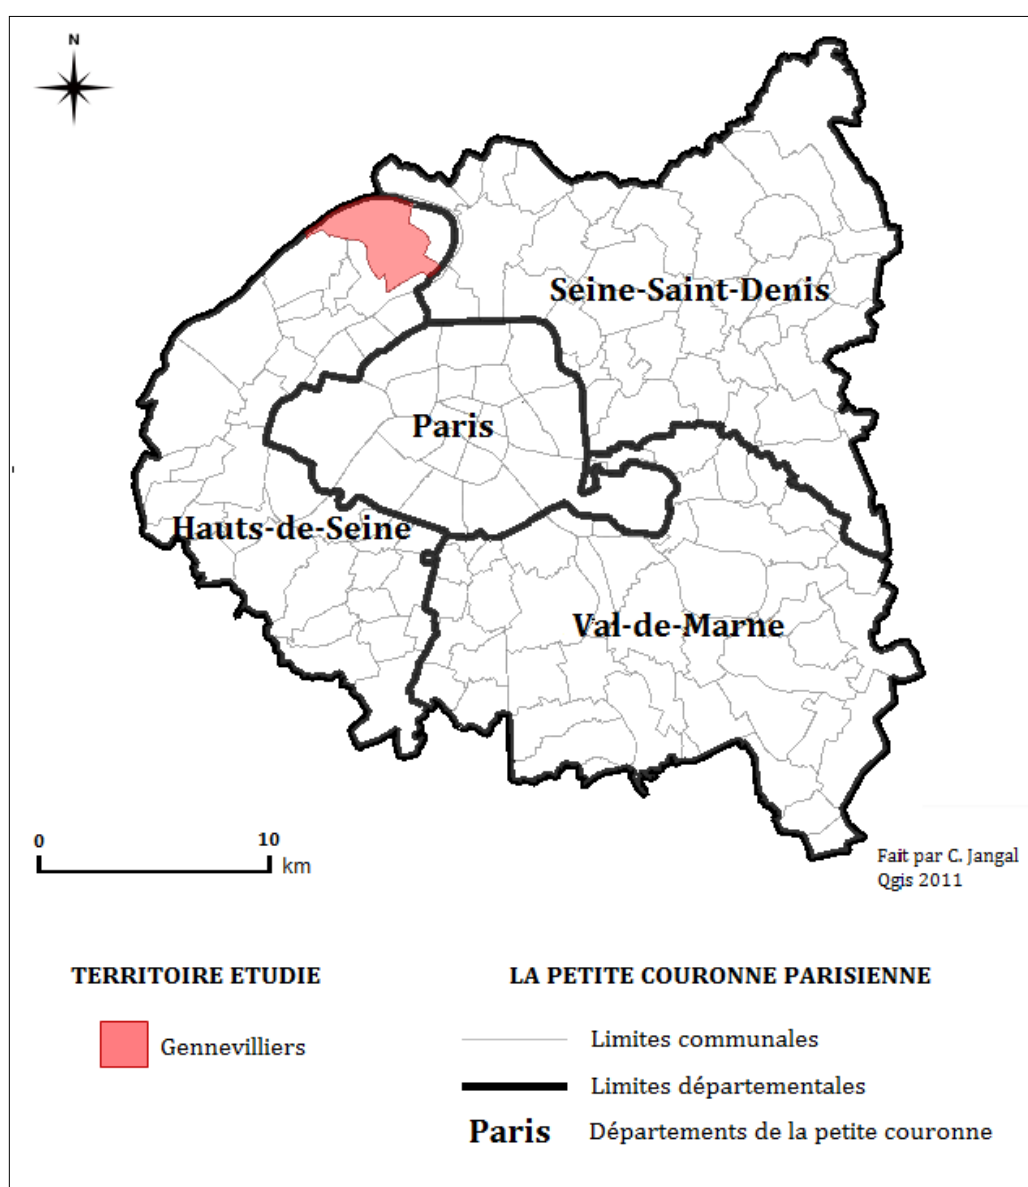 N
Seine-Saint-Denis
Paris
Hauts-de-Seine
Val-de-Marne
0 10
km
Fait par C. Jangal
Qgis 2011
TERRITOIRE ETUDIE
Gennevilliers
LA PETITE COURONNE PARISIENNE
Limites communales
Limites départementales
Paris Départements de la petite couronne